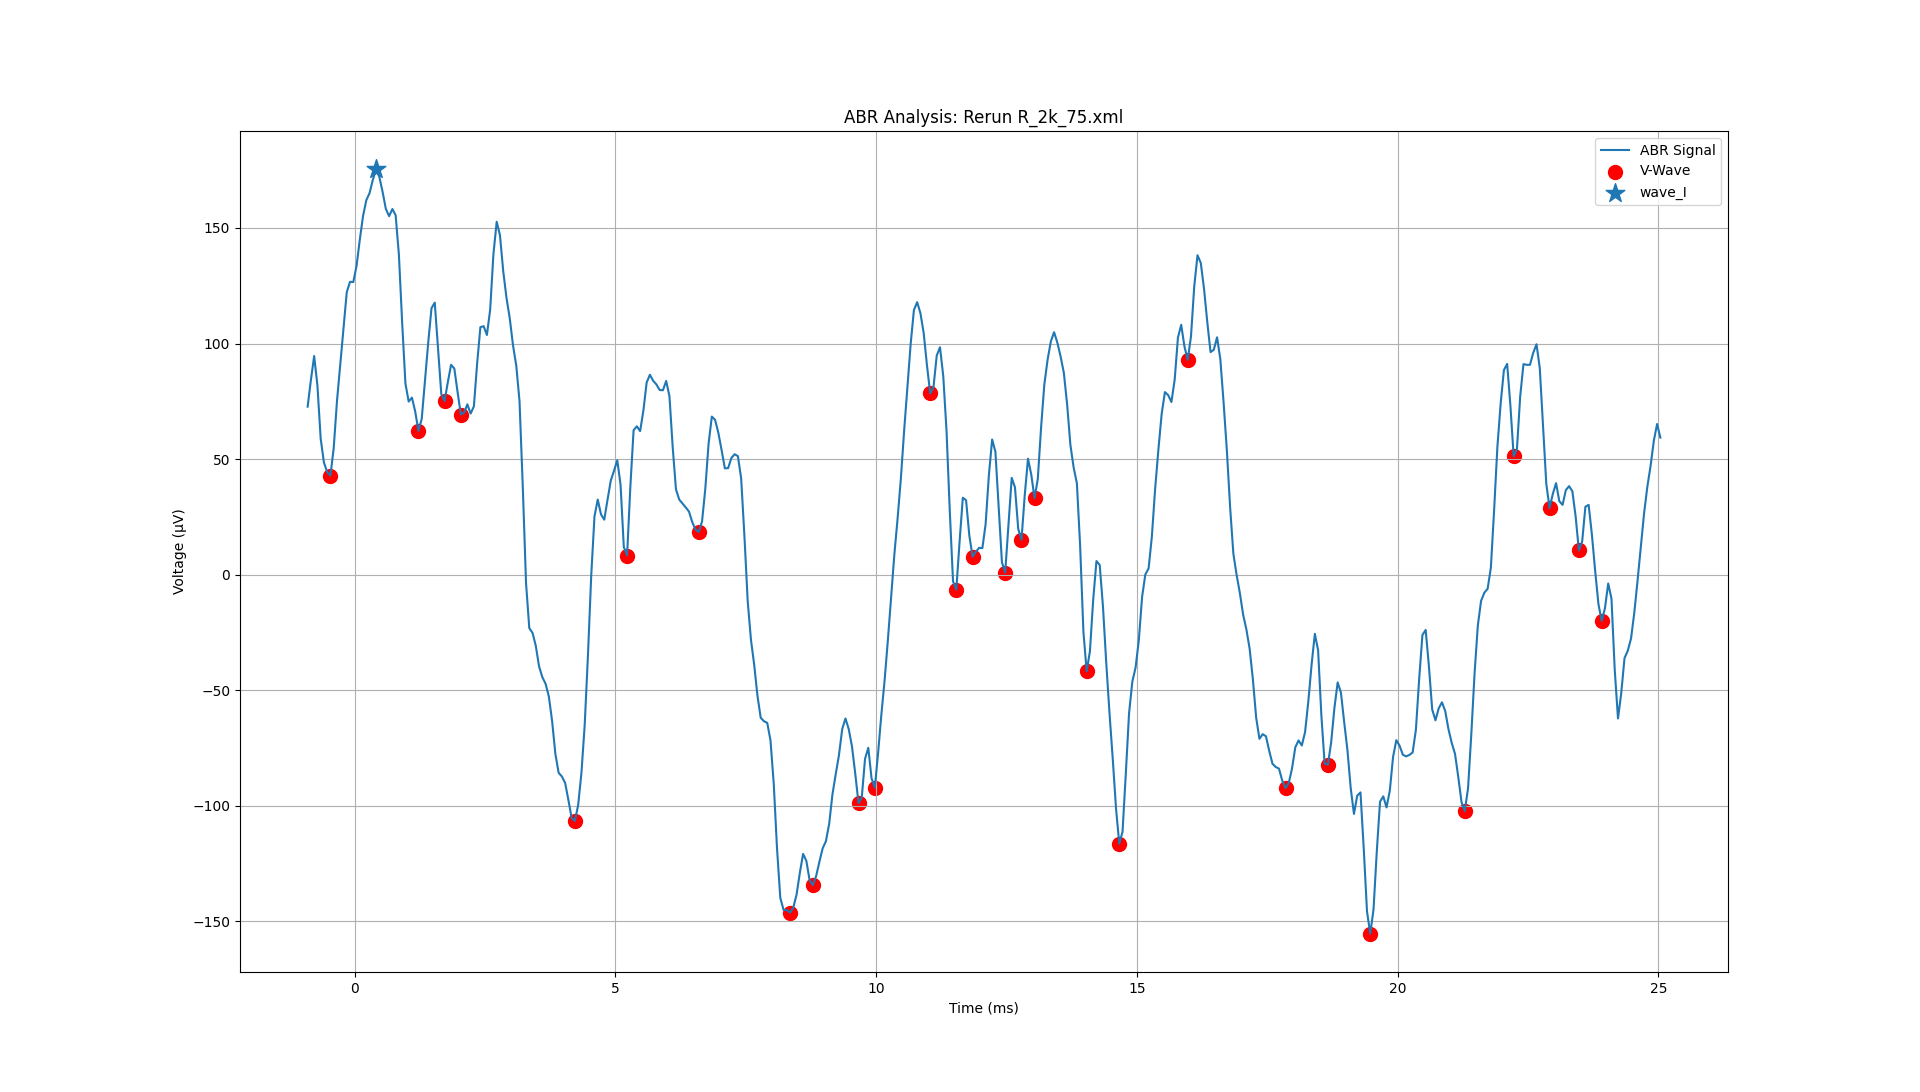 ABR Analysis: Rerun R_2k_75.xml
ABR Signal
V-Wave
wave_I
150
100
50
0
−50
−100
−150
Voltage (µV)
0 5 10 15 20 25
Time (ms)